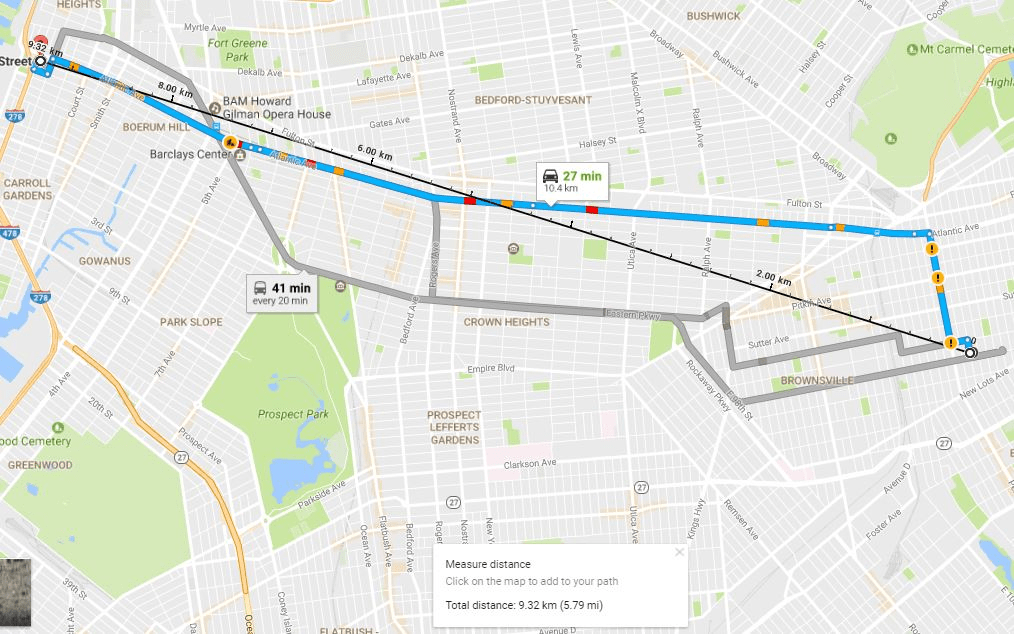 HEIGHTS
Myrtle Ave
Fort Greene
Park
BUSHWICK
Broadway
Lewis Ave
Bushwick Ave
Halsey St
Cooper
Mt Carmel Cemete
9.32 km
Street
DeKalb Ave
DeKalb Ave
Lafayette Ave
Highl
Atlantic Ave
8.00 km
Court St
Smith St
278
BAM Howard
Gilman Opera House
BEDFORD-STUYVESANT
Nostrand Ave
Malcolm X Blvd
Ralph Ave
Cooper St
BOERUM HILL
Gates Ave
Fulton St
Halsey St
6.00 km
Barclays Center
Atlantic Ave
Broadway
27 min
10.4 km
CARROLL
GARDENS
5th Ave
Fulton St
3rd St
478
Atlantic Ave
GOWANUS
Rogers Ave
Utica Ave
Ralph Ave
2.00 km
41 min
every 20 min
278
9th St
Pitkin Ave
PARK SLOPE
Bedford Ave
CROWN HEIGHTS
Eastern Pkwy
Sutter Ave
7th Ave
Empire Blvd
BROWNSVILLE
New Lots Ave
4th Ave
Rockaway Pkwy
E 98th St
20th St
Prospect Park
PROSPECT
LEFFERTS
GARDENS
ood Cemetery
Prospect Ave
27
27
GREENWOOD
Clarkson Ave
Avenue D
Parkside Ave
27
27
Kings Hwy
Remsen Ave
Foster Ave
Ocean Ave
Flatbush Ave
Bedford Ave
Roger
Nostra
New Y
Utica Ave
39th St
Coney Islan
Ocea
FLATBUSH -
Measure distance
Click on the map to add to your path
Total distance: 9.32 km (5.79 mi)
Avenue D